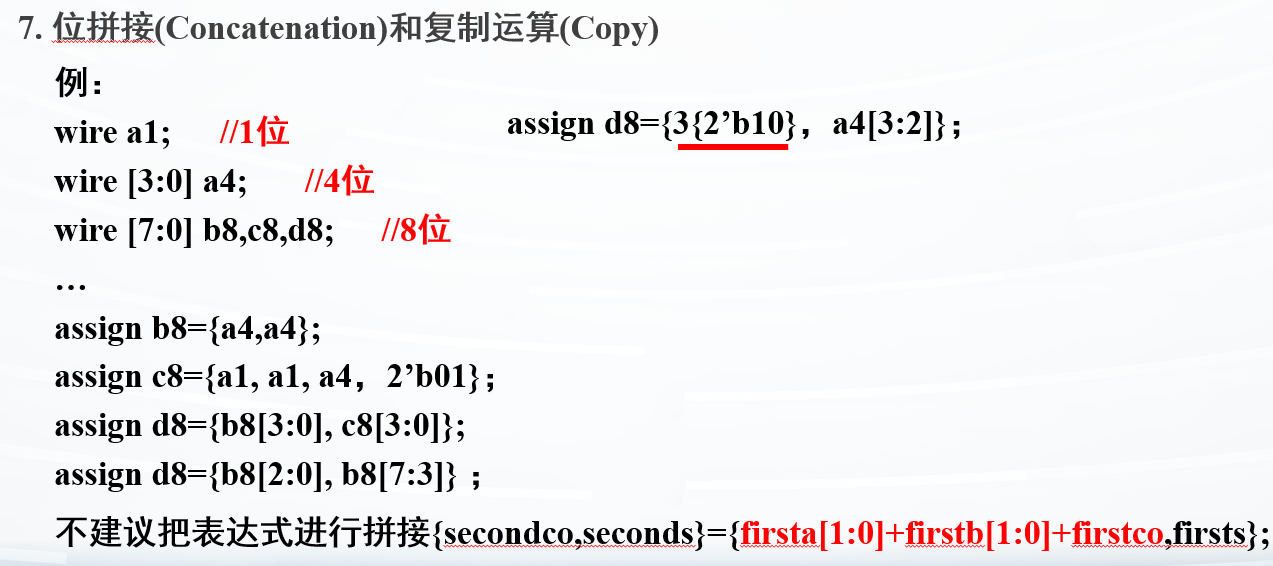 7. 位拼接(Concatenation)和复制运算(Copy)
例：
wire a1; //1位
assign d8={3{2’b10}，a4[3:2]}；
wire [3:0] a4; //4位
wire [7:0] b8,c8,d8; //8位
…
assign b8={a4,a4};
assign c8={a1, a1, a4，2’b01}；
assign d8={b8[3:0], c8[3:0]};
assign d8={b8[2:0], b8[7:3]} ；
不建议把表达式进行拼接{secondco,seconds}={firsta[1:0]+firstb[1:0]+firstco,firsts};